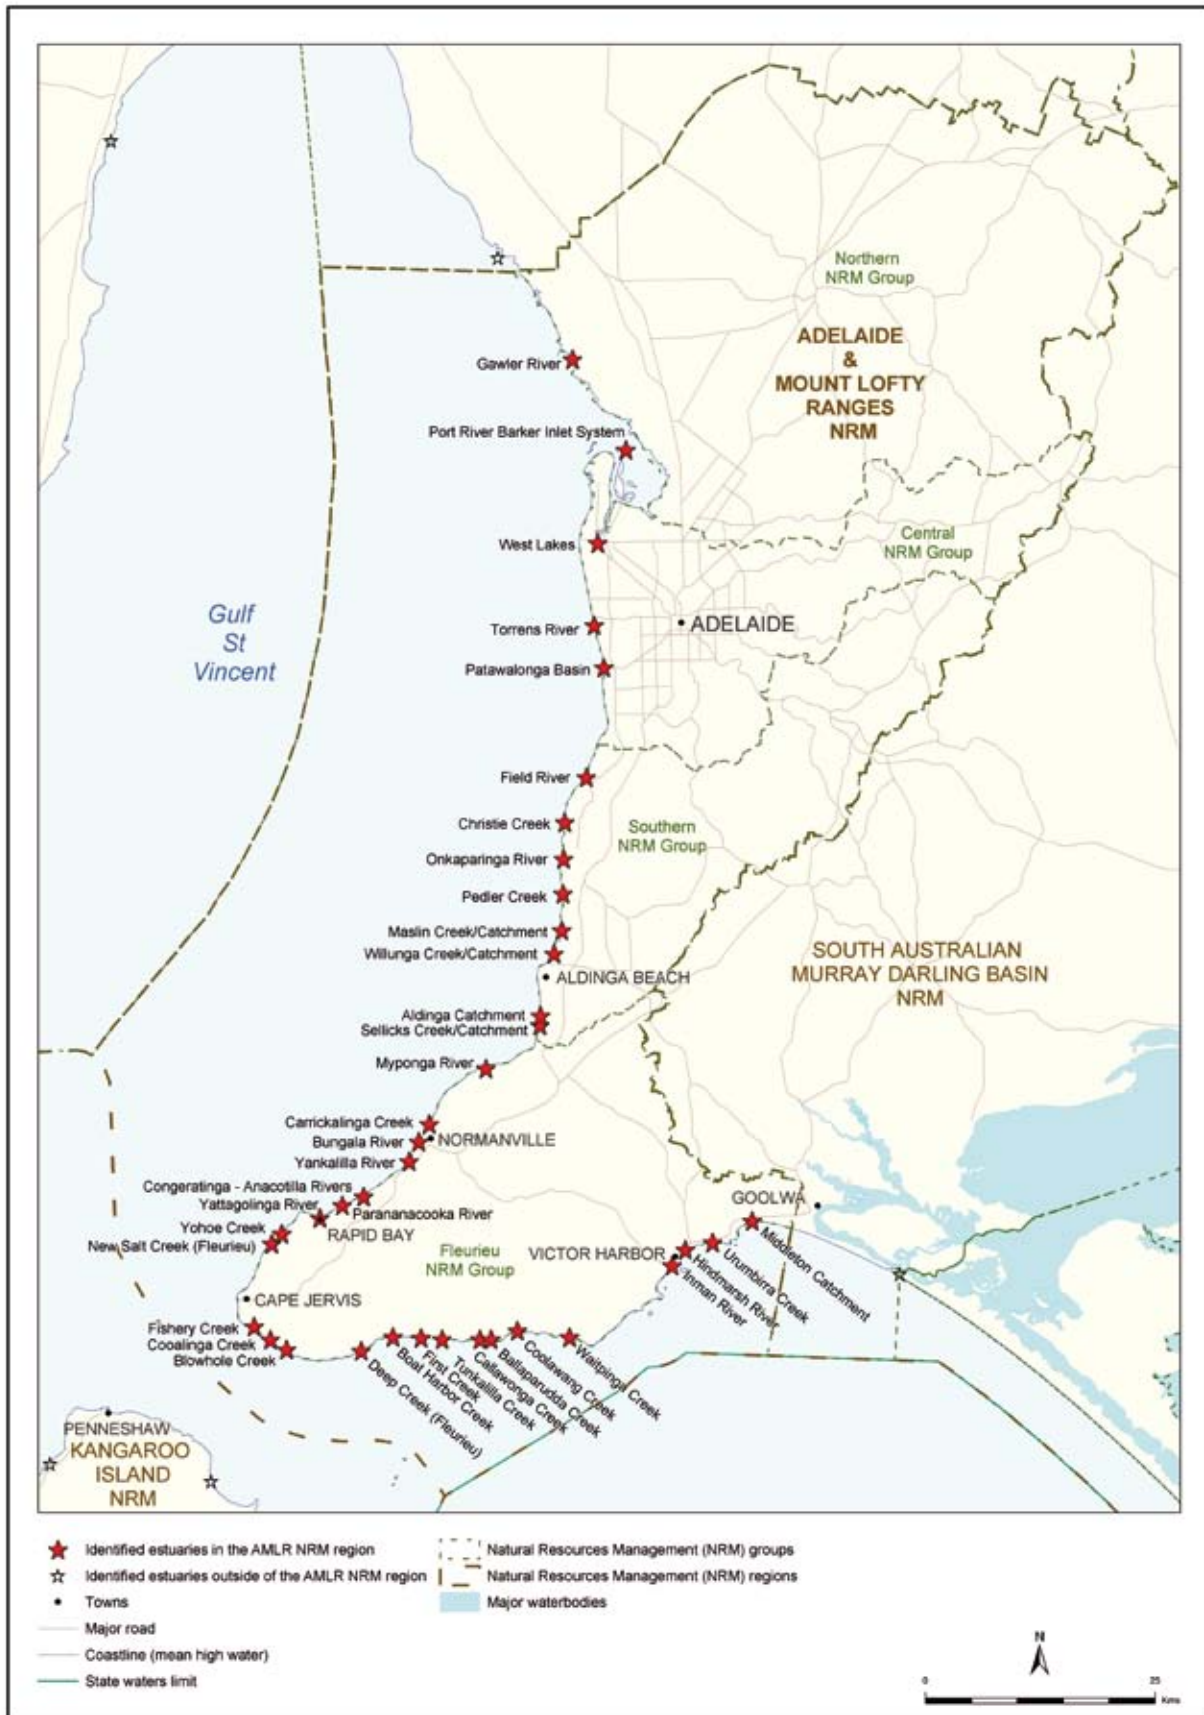 Northern
NRM Group
ADELAIDE
&
MOUNT LOFTY
RANGES
NRM
Gawler River
Port River Barker Inlet System
Central
NRM Group
West Lakes
Gulf
St
Vincent
Torrens River
ADELAIDE
Patawalonga Basin
Field River
Christie Creek
Southern
NRM Group
Onkaparinga River
Pedler Creek
Maslin Creek/Catchment
Willunga Creek/Catchment
SOUTH AUSTRALIAN
MURRAY DARLING BASIN
NRM
ALDINGA BEACH
Aldinga Catchment
Sellicks Creek/Catchment
Myponga River
Carrickalinga Creek
Bungala River
NORMANVILLE
Yankalilla River
Congeratinga - Anacotilla Rivers
Yattagolinga River
Parananacooka River
GOOLWA
Yohoe Creek
RAPID BAY
New Salt Creek (Fleurieu)
Fleurieu
NRM Group
VICTOR HARBOR
Middleton Catchment
Urumbirra Creek
Hindmarsh River
Inman River
CAPE JERVIS
Fishery Creek
Cooalinga Creek
Blowhole Creek
Deep Creek (Fleurieu)
Boat Harbor Creek
First Creek
Tunkalilla Creek
Callawonga Creek
Ballaparudda Creek
Coolawang Creek
Waitpinga Creek
PENNESHAW
KANGAROO
ISLAND
NRM
Identified estuaries in the AMLR NRM region
Identified estuaries outside of the AMLR NRM region
Towns
Major road
Coastline (mean high water)
State waters limit
Natural Resources Management (NRM) groups
Natural Resources Management (NRM) regions
Major waterbodies
N
0 25
Kms